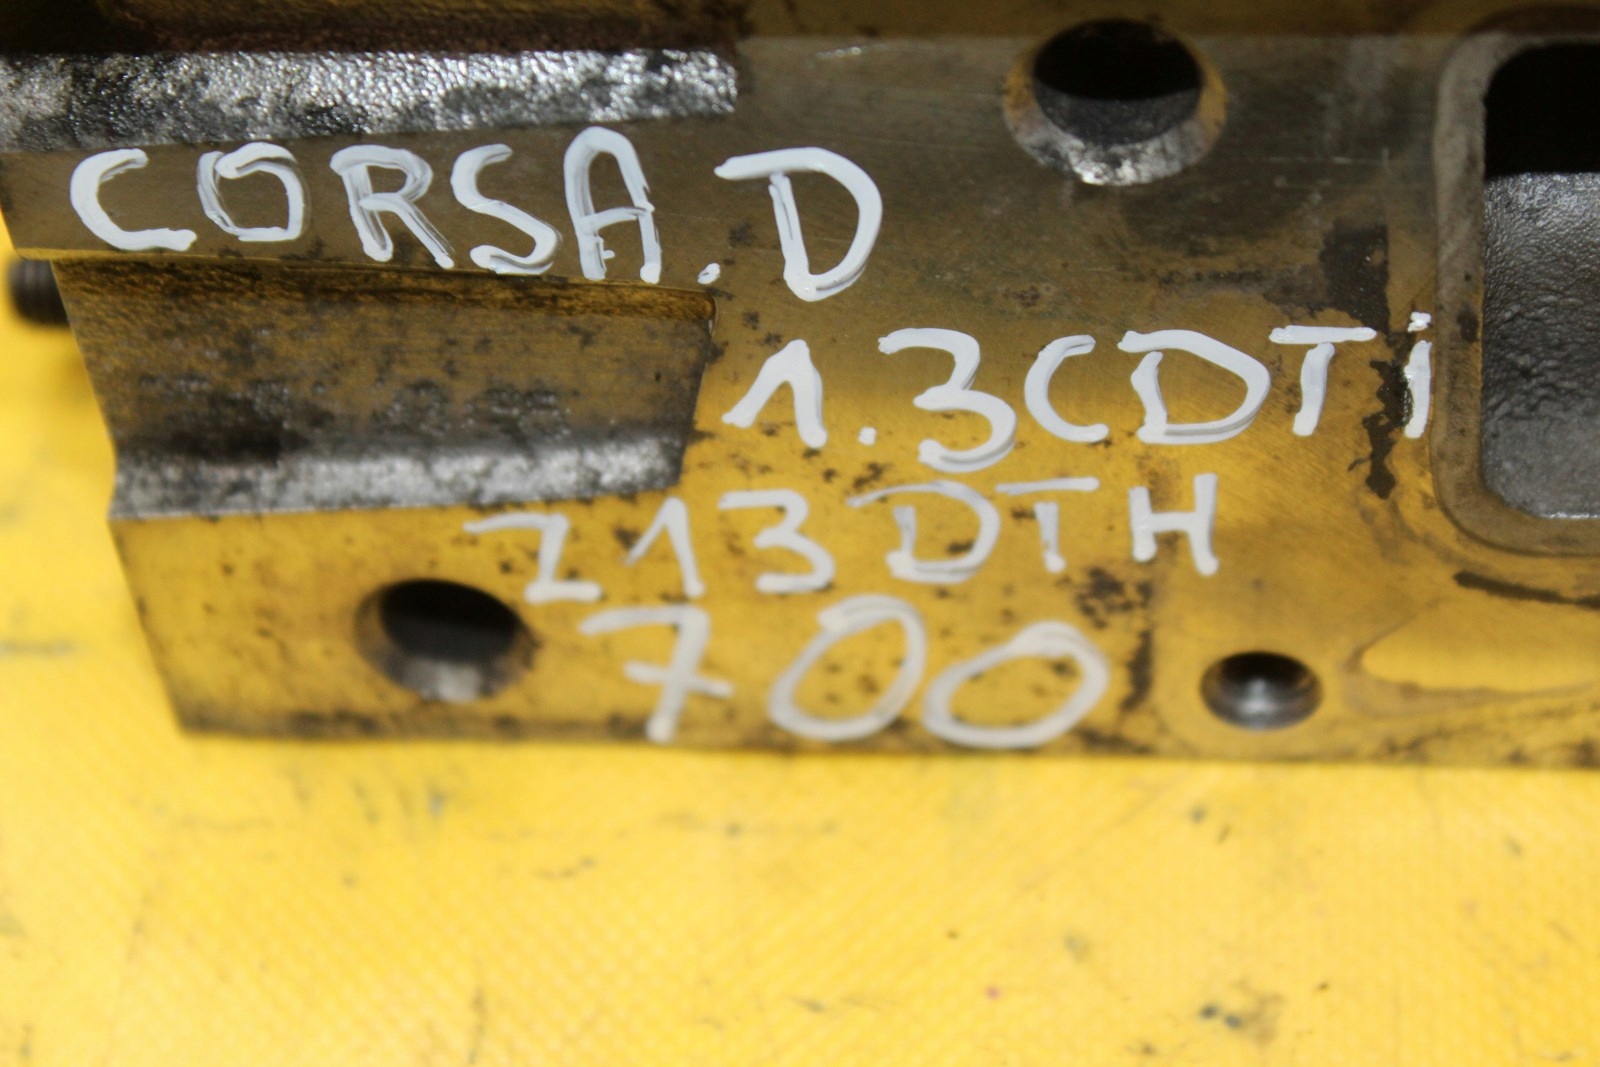 CORSA.D
1.3CDTi
Z13DTH
700